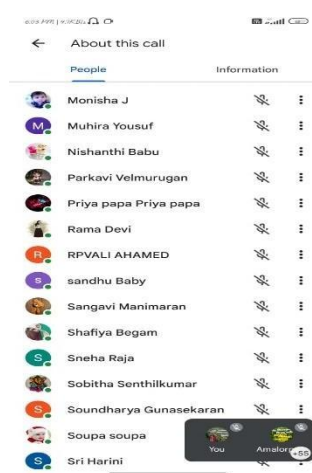 About this call
People Information
Monisha J
M Muhira Yousuf
Nishanthi Babu
Parkavi Velmurugan
Priya papa Priya papa
Rama Devi
R RPVALI AHAMED
s sandhu Baby
Sangavi Manimaran
Shafiya Begam
S Sneha Raja
Sobitha Senthilkumar
S Soundharya Gunasekaran
Soupa soupa
You Amalorp
+55
S Sri Harini